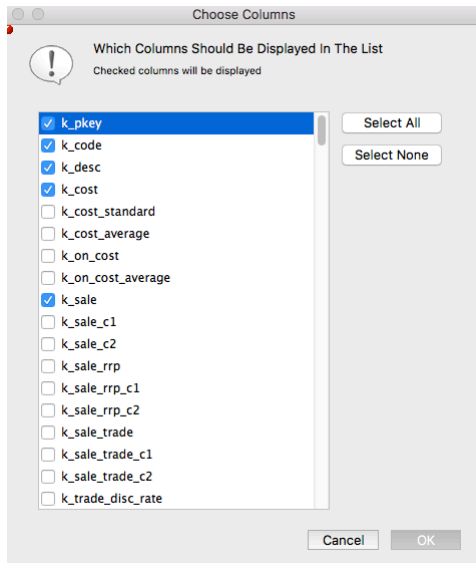 Choose Columns
Which Columns Should Be Displayed In The List
Checked columns will be displayed
k_pkey
k_code
k_desc
k_cost
k_cost_standard
k_cost_average
k_on_cost
k_on_cost_average
k_sale
k_sale_c1
k_sale_c2
k_sale_rrp
k_sale_rrp_c1
k_sale_rrp_c2
k_sale_trade
k_sale_trade_c1
k_sale_trade_c2
k_trade_disc_rate
Select All
Select None
Cancel
OK